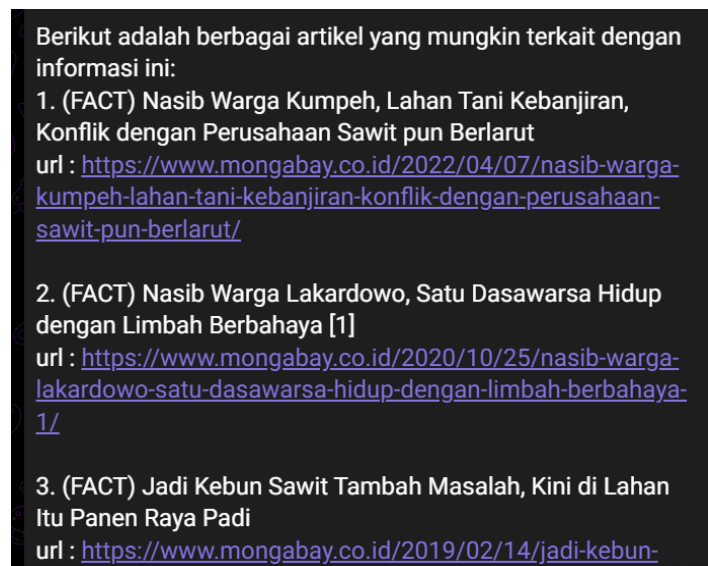 Berikut adalah berbagai artikel yang mungkin terkait dengan
informasi ini:
1. (FACT) Nasib Warga Kumpeh, Lahan Tani Kebanjiran,
Konflik dengan Perusahaan Sawit pun Berlarut
url : https://www.mongabay.co.id/2022/04/07/nasib-warga-
kumpeh-lahan-tani-kebanjiran-konflik-dengan-perusahaan-
sawit-pun-berlarut/
2. (FACT) Nasib Warga Lakardowo, Satu Dasawarsa Hidup
dengan Limbah Berbahaya [1]
url : https://www.mongabay.co.id/2020/10/25/nasib-warga-
lakardowo-satu-dasawarsa-hidup-dengan-limbah-berbahaya-
1/
3. (FACT) Jadi Kebun Sawit Tambah Masalah, Kini di Lahan
Itu Panen Raya Padi
url : https://www.mongabay.co.id/2019/02/14/jadi-kebun-